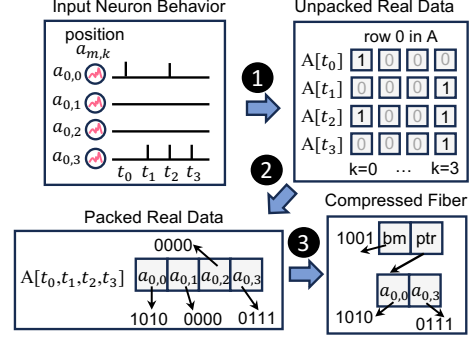 Input Neuron Behavior
position
a_{m,k}
a_{0,0}
a_{0,1}
a_{0,2}
a_{0,3}
t_0 t_1 t_2 t_3
1
Unpacked Real Data
row 0 in A
A[t_0] 1 0 0 0
A[t_1] 0 0 0 1
A[t_2] 1 0 0 1
A[t_3] 0 0 0 1
k=0 ... k=3
2
Packed Real Data
0000
A[t_0,t_1,t_2,t_3] a_{0,0} a_{0,1} a_{0,2} a_{0,3}
1010 0000 0111
3
Compressed Fiber
1001 bm ptr
a_{0,0} a_{0,3}
1010 0111